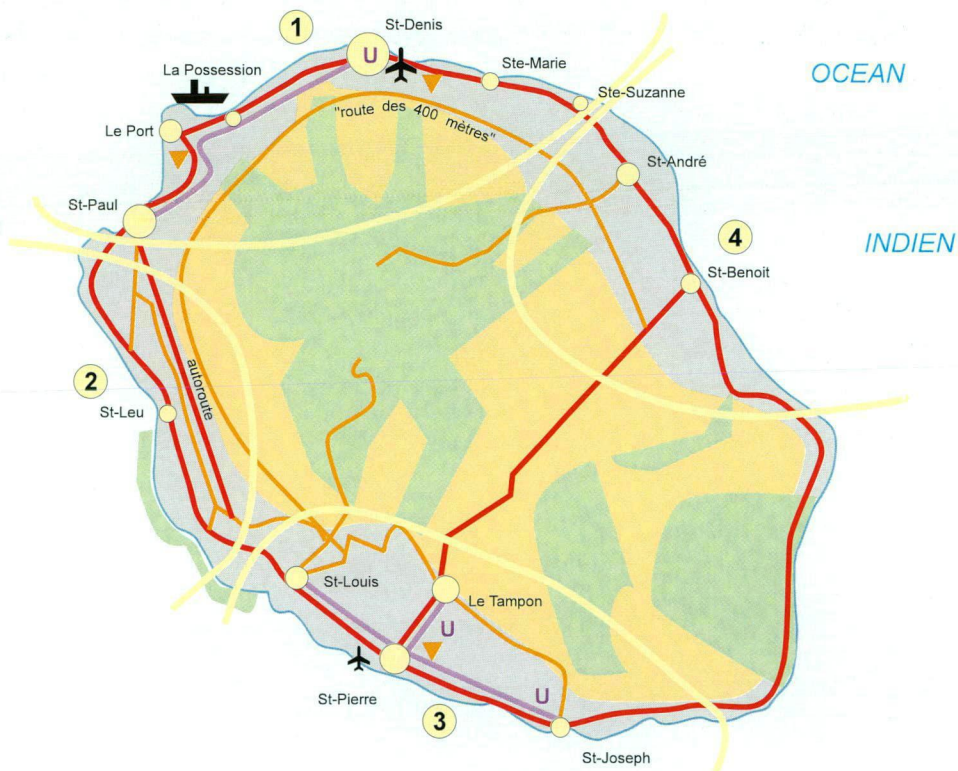 1
St-Denis
U
La Possession
Ste-Marie
OCEAN
Ste-Suzanne
"route des 400 mètres"
Le Port
St-André
St-Paul
4
INDIEN
St-Benoit
autoroute
2
St-Leu
St-Louis
Le Tampon
U
St-Pierre
U
3
St-Joseph